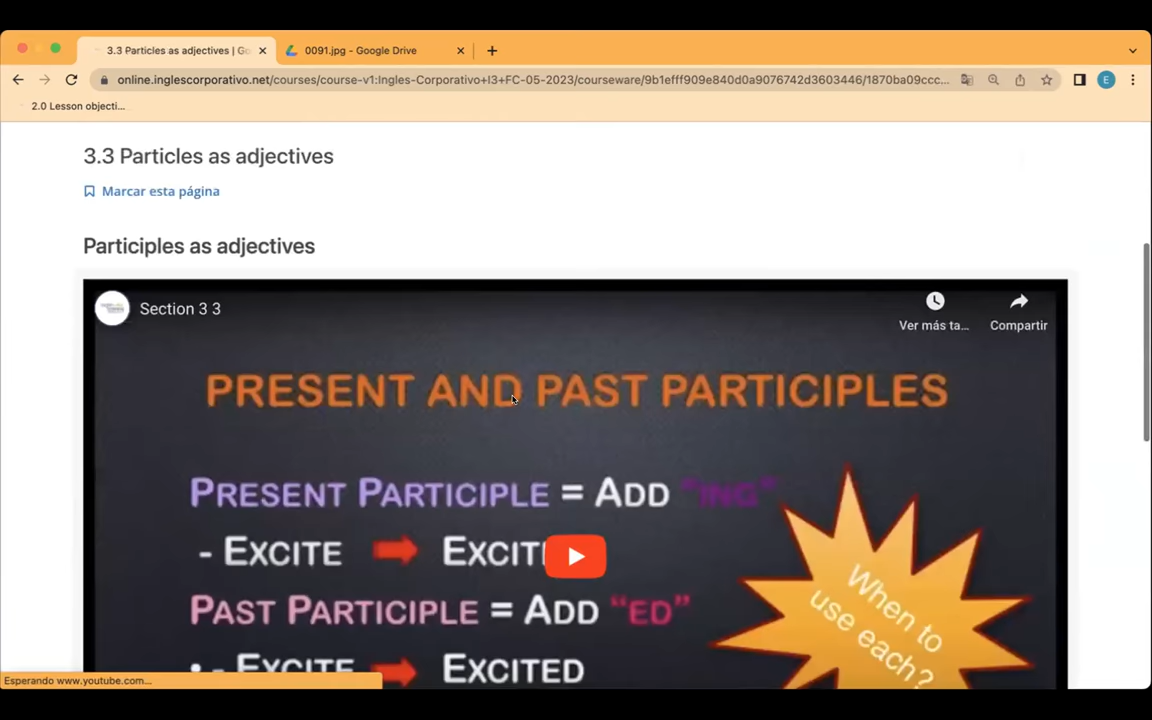 3.3 Particles as adjectives | Go
0091.jpg - Google Drive
online.inglescorporativo.net/courses/course-v1:Ingles-Corporativo+I3+FC-05-2023/courseware/9b1efff909e840d0a9076742d3603446/1870ba09ccc...
E
2.0 Lesson objecti...
3.3 Particles as adjectives
Marcar esta página
Participles as adjectives
Section 3 3
Ver más ta...
Compartir
PRESENT AND PAST PARTICIPLES
PRESENT PARTICIPLE = ADD "ING"
- EXCITE EXCITI
PAST PARTICIPLE = ADD "ED"
• - EXCITE EXCITED
When to
use each?
Esperando www.youtube.com...